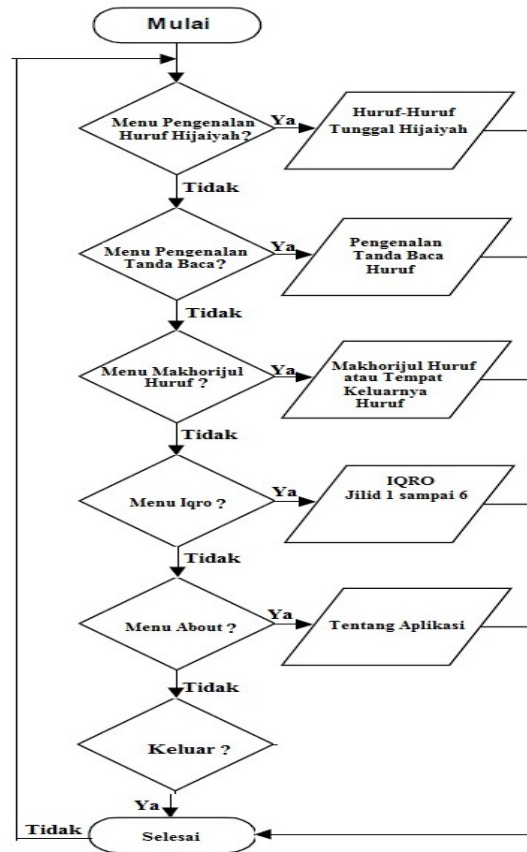 Mulai
Menu Pengenalan
Huruf Hijaiyah?
Ya
Huruf-Huruf
Tunggal Hijaiyah
Tidak
Menu Pengenalan
Tanda Baca?
Ya
Pengenalan
Tanda Baca
Huruf
Tidak
Menu Makhorijul
Huruf ?
Ya
Makhorijul Huruf
atau Tempat
Keluarnya
Huruf
Tidak
Menu Iqro ?
Ya
IQRO
Jilid 1 sampai 6
Tidak
Menu About ?
Ya
Tentang Aplikasi
Tidak
Keluar ?
Ya
Tidak
Selesai